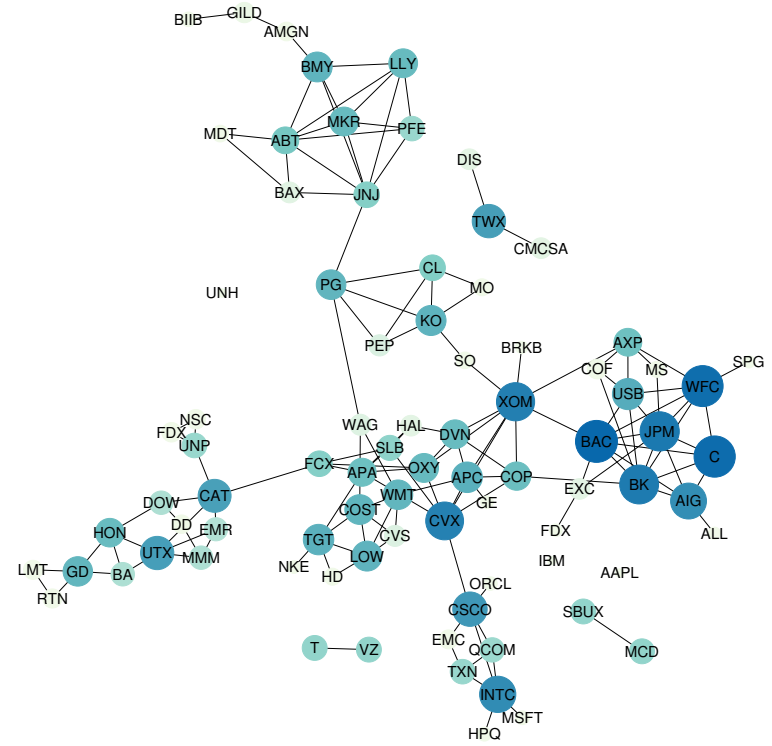 GILD
BIIB
AMGN
BMY
LLY
MKR
PFE
MDT
ABT
DIS
BAX
JNJ
TWX
CMCSA
CL
PG
MO
UNH
KO
PEP
AXP
BRKB
SO
COF
MS
SPG
WFC
USB
XOM
NSC
WAG
HAL
FDX
UNP
DVN
BAC
JPM
SLB
C
FCX
OXY
APA
APC
COP
BK
EXC
CAT
WMT
AIG
DOW
GE
COST
DD
CVX
HON
EMR
FDX
ALL
CVS
TGT
UTX
MMM
LOW
IBM
NKE
LMT
GD
BA
HD
AAPL
ORCL
RTN
CSCO
SBUX
EMC
T
VZ
QCOM
MCD
TXN
INTC
MSFT
HPQ